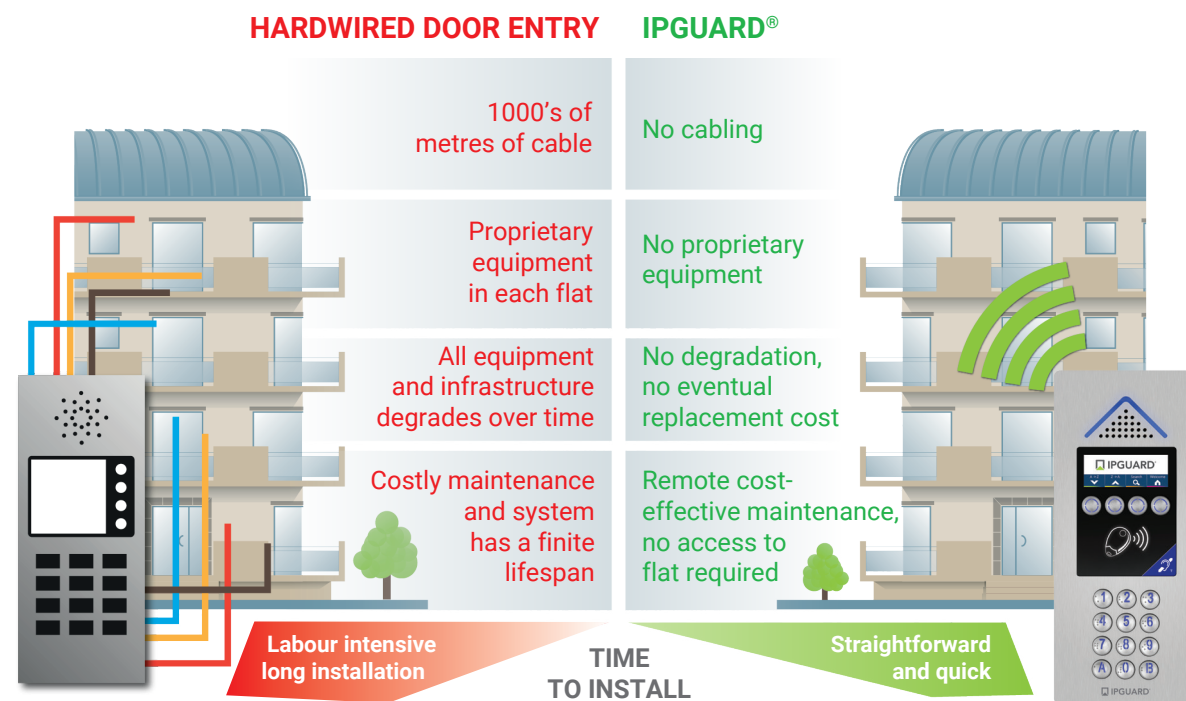 HARDWIRED DOOR ENTRY
IPGUARD®
1000's of
metres of cable
No cabling
Proprietary
equipment
in each flat
No proprietary
equipment
All equipment
and infrastructure
degrades over time
No degradation,
no eventual
replacement cost
Costly maintenance
and system
has a finite
lifespan
Remote cost-
effective maintenance,
no access to
flat required
Labour intensive
long installation
TIME
TO INSTALL
Straightforward
and quick
IPGUARD
1 2 3
4 5 6
7 8 9
A 0 B
IPGUARD